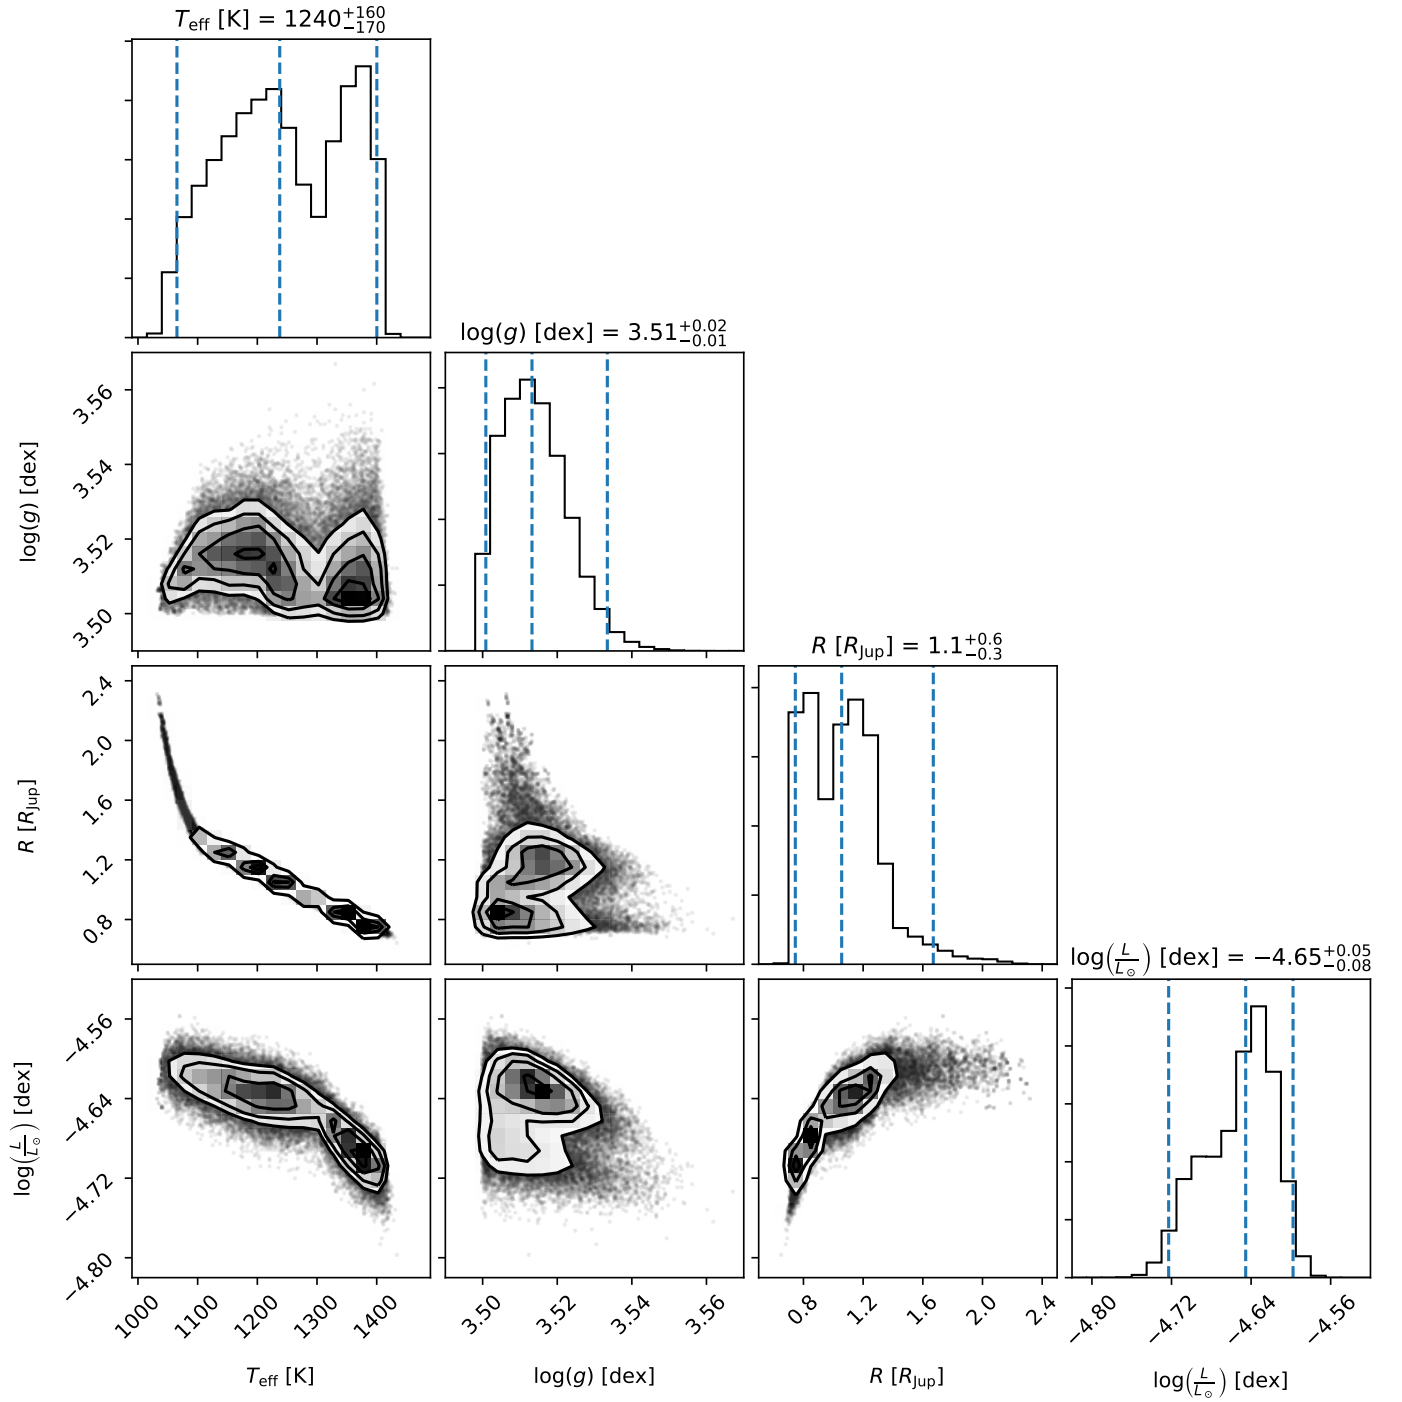 T_eff [K] = 1240 +160 −170
log(g) [dex] = 3.51 +0.02 −0.01
3.56
3.54
3.52
3.50
log(g) [dex]
R [R_Jup] = 1.1 +0.6 −0.3
2.4
2.0
1.6
1.2
0.8
R [R_Jup]
log(L/L⊙) [dex] = −4.65 +0.05 −0.08
−4.56
−4.64
−4.72
−4.80
log(L/L⊙) [dex]
1000 1100 1200 1300 1400
3.50 3.52 3.54 3.56
0.8 1.2 1.6 2.0 2.4
−4.80 −4.72 −4.64 −4.56
T_eff [K]
log(g) [dex]
R [R_Jup]
log(L/L⊙) [dex]